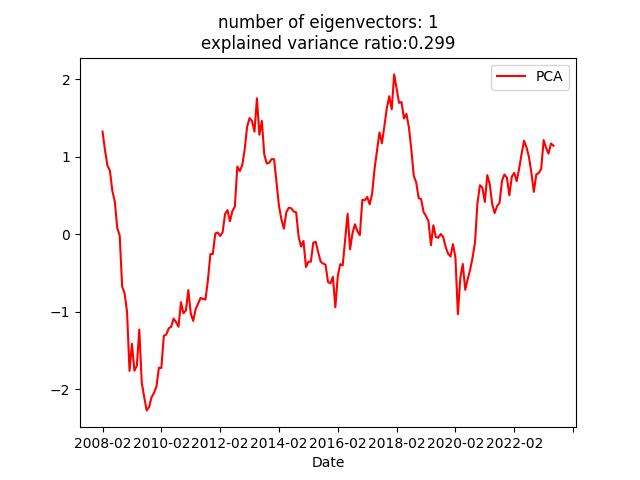 number of eigenvectors: 1
explained variance ratio:0.299
PCA
2
1
0
−1
−2
2008-02 2010-02 2012-02 2014-02 2016-02 2018-02 2020-02 2022-02
Date